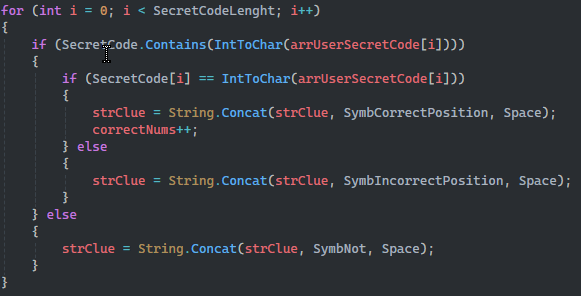 for (int i = 0; i < SecretCodeLenght; i++)
{
if (SecretCode.Contains(IntToChar(arrUserSecretCode[i])))
{
if (SecretCode[i] == IntToChar(arrUserSecretCode[i]))
{
strClue = String.Concat(strClue, SymbCorrectPosition, Space);
correctNums++;
} else
{
strClue = String.Concat(strClue, SymbIncorrectPosition, Space);
}
} else
{
strClue = String.Concat(strClue, SymbNot, Space);
}
}